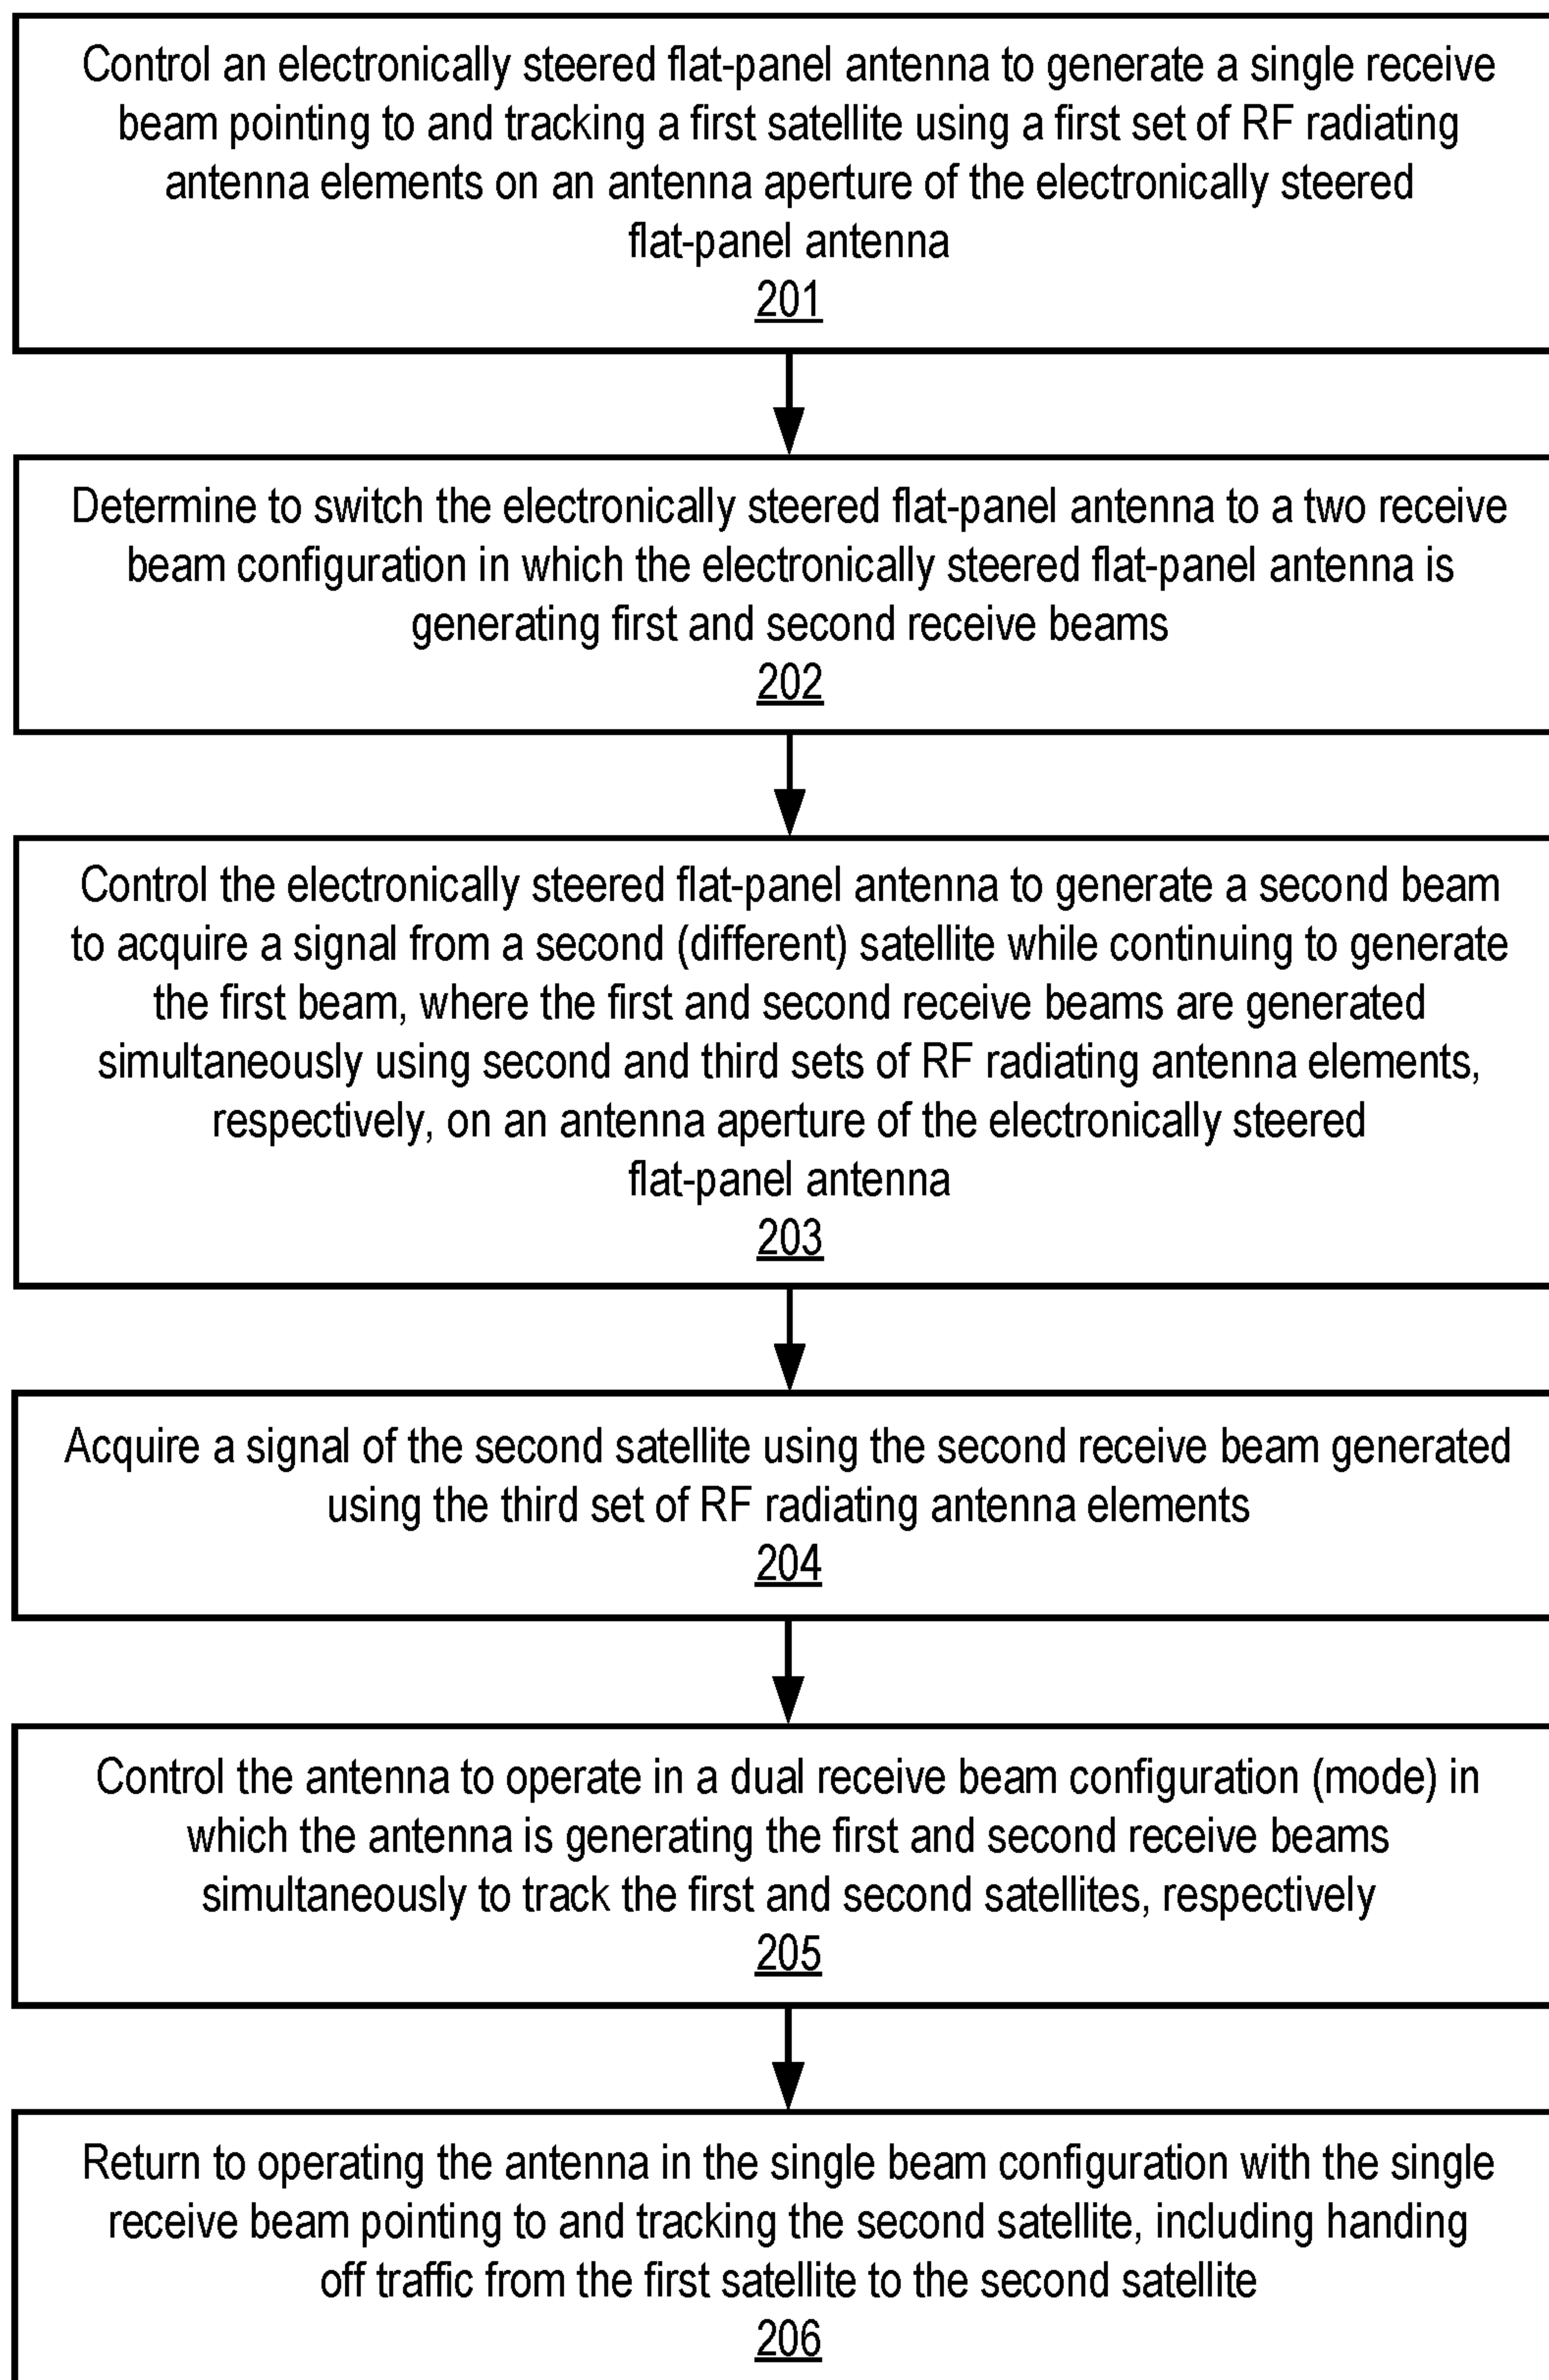 Control an electronically steered flat-panel antenna to generate a single receive
beam pointing to and tracking a first satellite using a first set of RF radiating
antenna elements on an antenna aperture of the electronically steered
flat-panel antenna
201
Determine to switch the electronically steered flat-panel antenna to a two receive
beam configuration in which the electronically steered flat-panel antenna is
generating first and second receive beams
202
Control the electronically steered flat-panel antenna to generate a second beam
to acquire a signal from a second (different) satellite while continuing to generate
the first beam, where the first and second receive beams are generated
simultaneously using second and third sets of RF radiating antenna elements,
respectively, on an antenna aperture of the electronically steered
flat-panel antenna
203
Acquire a signal of the second satellite using the second receive beam generated
using the third set of RF radiating antenna elements
204
Control the antenna to operate in a dual receive beam configuration (mode) in
which the antenna is generating the first and second receive beams
simultaneously to track the first and second satellites, respectively
205
Return to operating the antenna in the single beam configuration with the single
receive beam pointing to and tracking the second satellite, including handing
off traffic from the first satellite to the second satellite
206